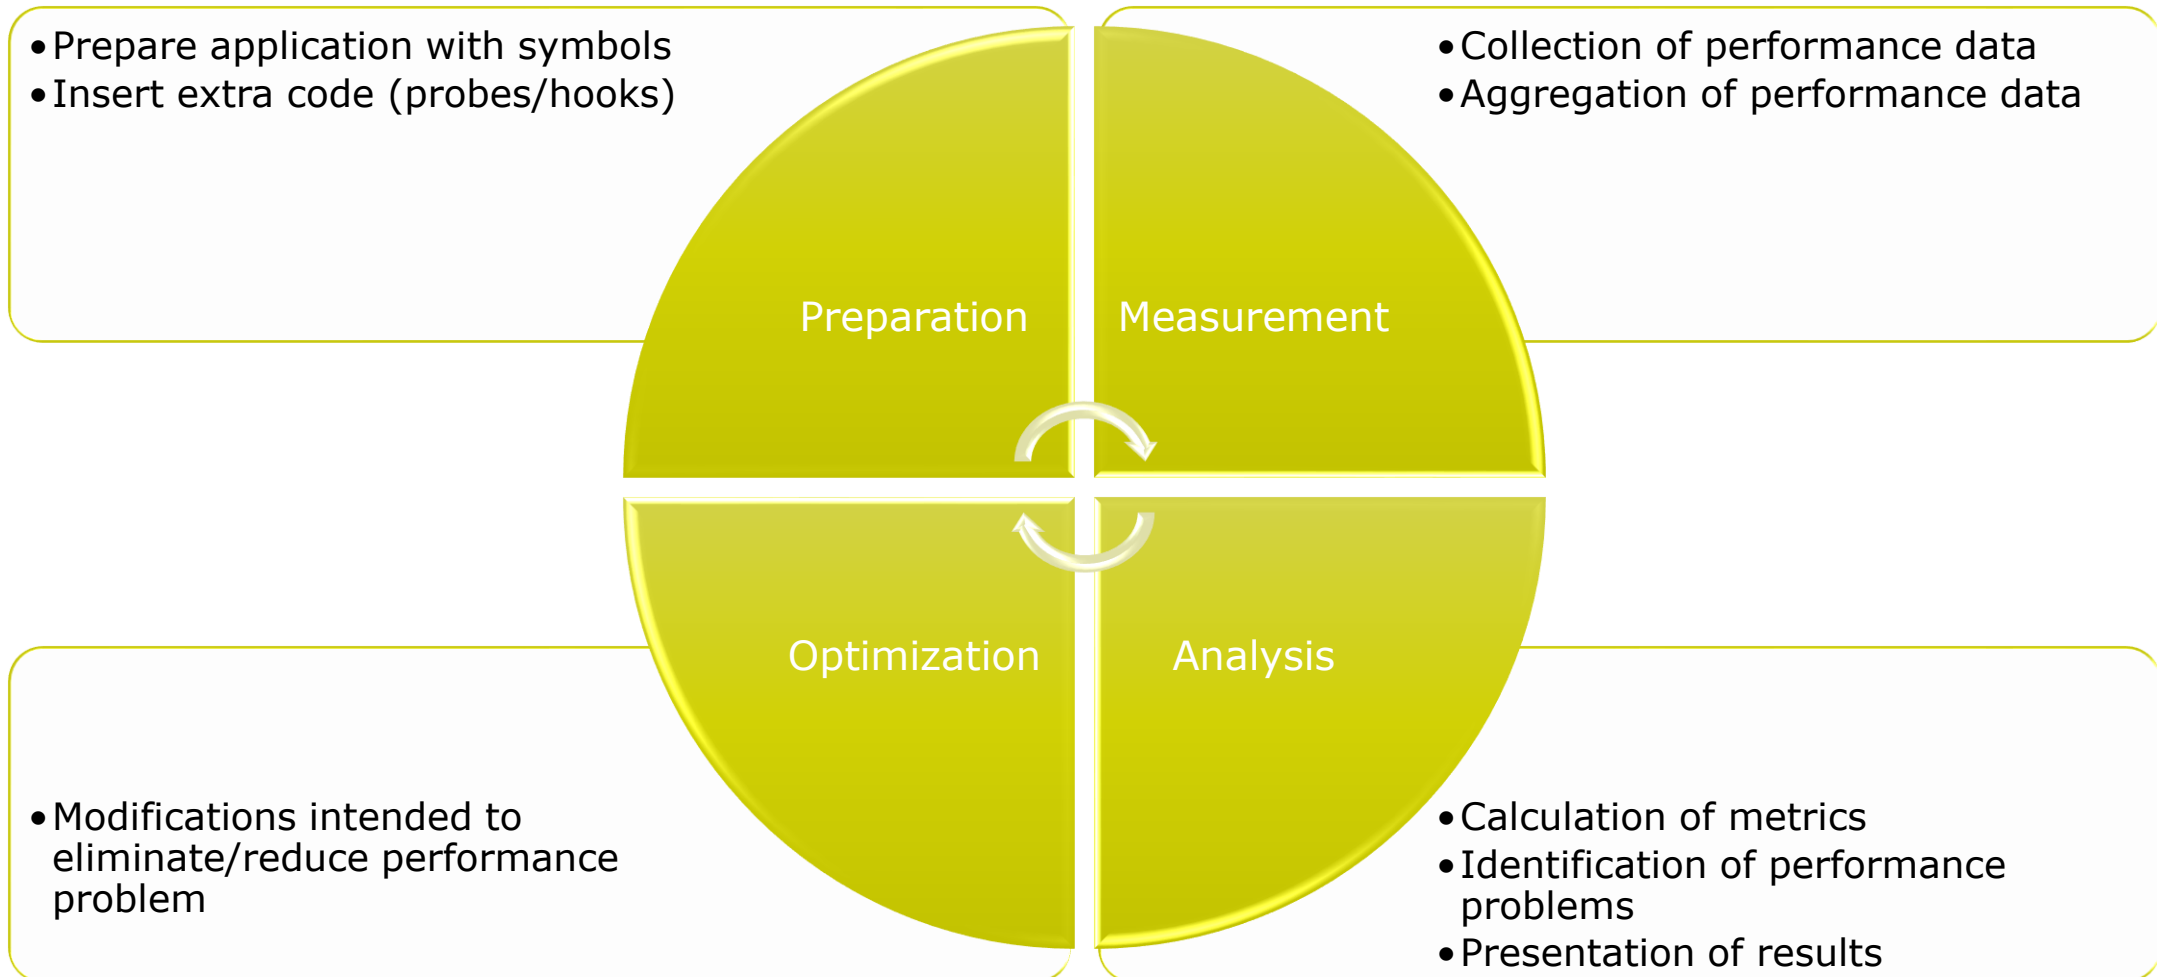 •Prepare application with symbols
•Insert extra code (probes/hooks)
•Collection of performance data
•Aggregation of performance data
Preparation
Measurement
Optimization
Analysis
•Modifications intended to
eliminate/reduce performance
problem
•Calculation of metrics
•Identification of performance
problems
•Presentation of results